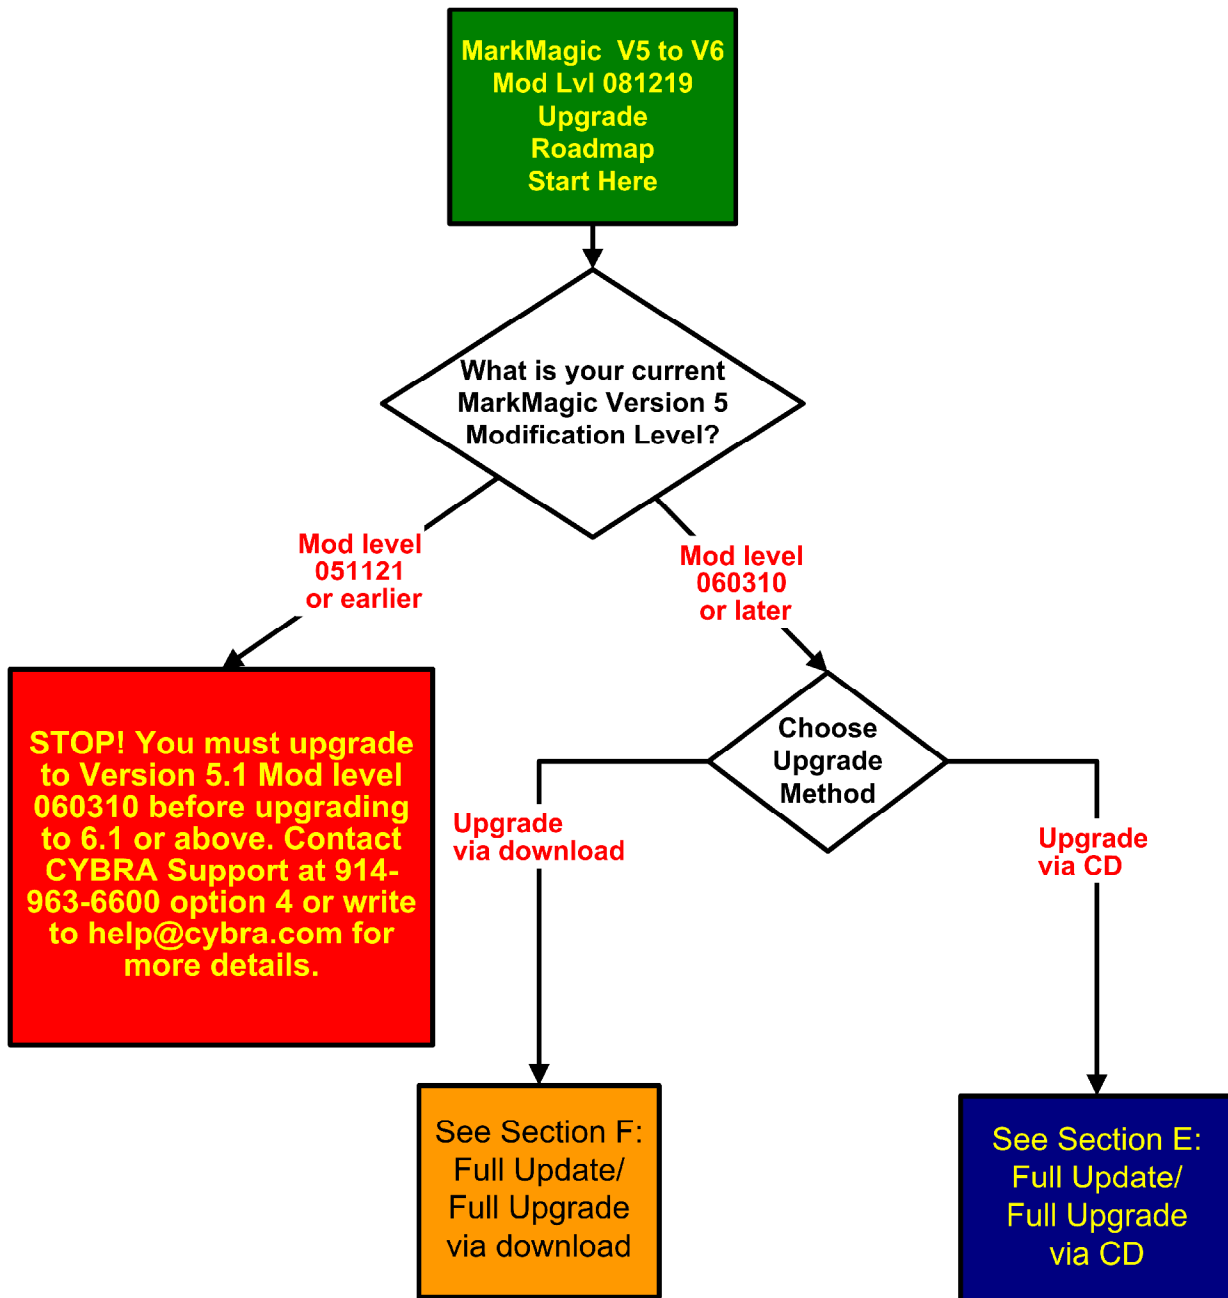 MarkMagic  V5 to V6
Mod Lvl 081219
Upgrade
Roadmap
Start Here
What is your current
MarkMagic Version 5
Modification Level?
Mod level
051121
or earlier
Mod level
060310
or later
STOP! You must upgrade
to Version 5.1 Mod level
060310 before upgrading
to 6.1 or above. Contact
CYBRA Support at 914-
963-6600 option 4 or write
to help@cybra.com for
more details.
Choose
Upgrade
Method
Upgrade
via download
Upgrade
via CD
See Section F:
Full Update/
Full Upgrade
via download
See Section E:
Full Update/
Full Upgrade
via CD